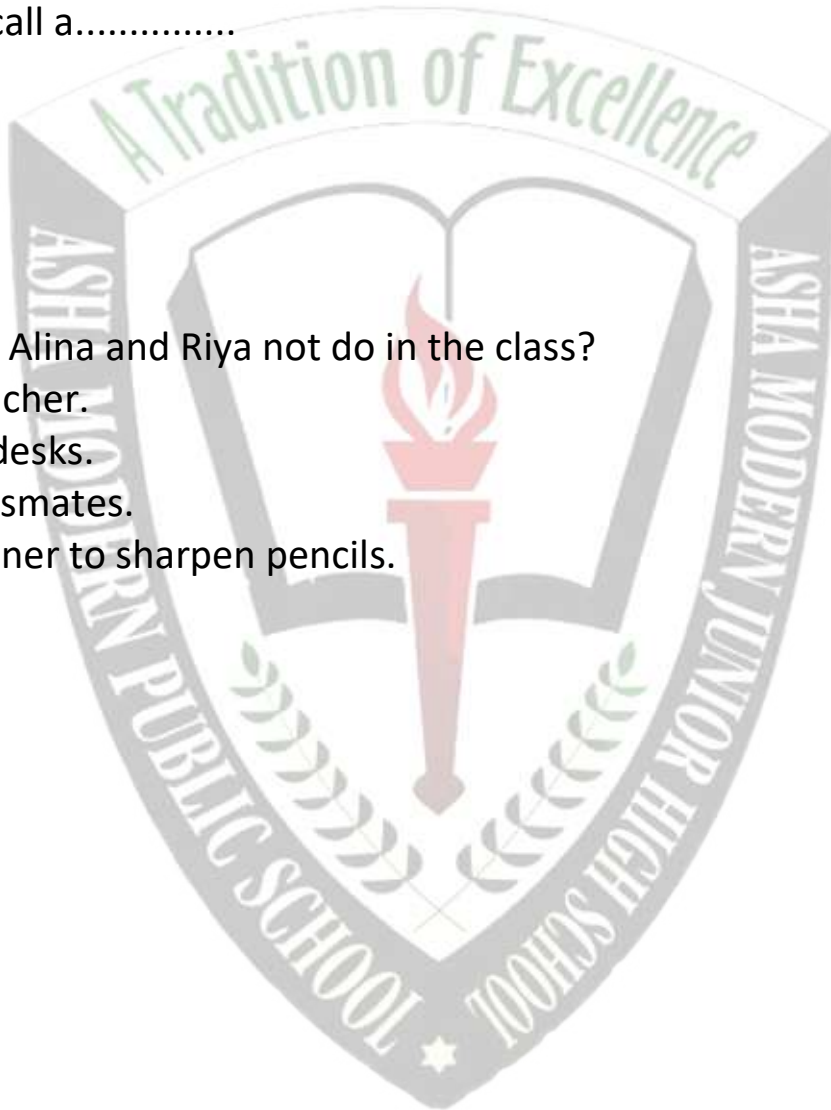 call a...............
A Tradition of Excellence
Alina and Riya not do in the class?
cher.
desks.
smates.
ner to sharpen pencils.
ASHA MODERN PUBLIC SCHOOL
ASHA MODERN JUNIOR HIGH SCHOOL